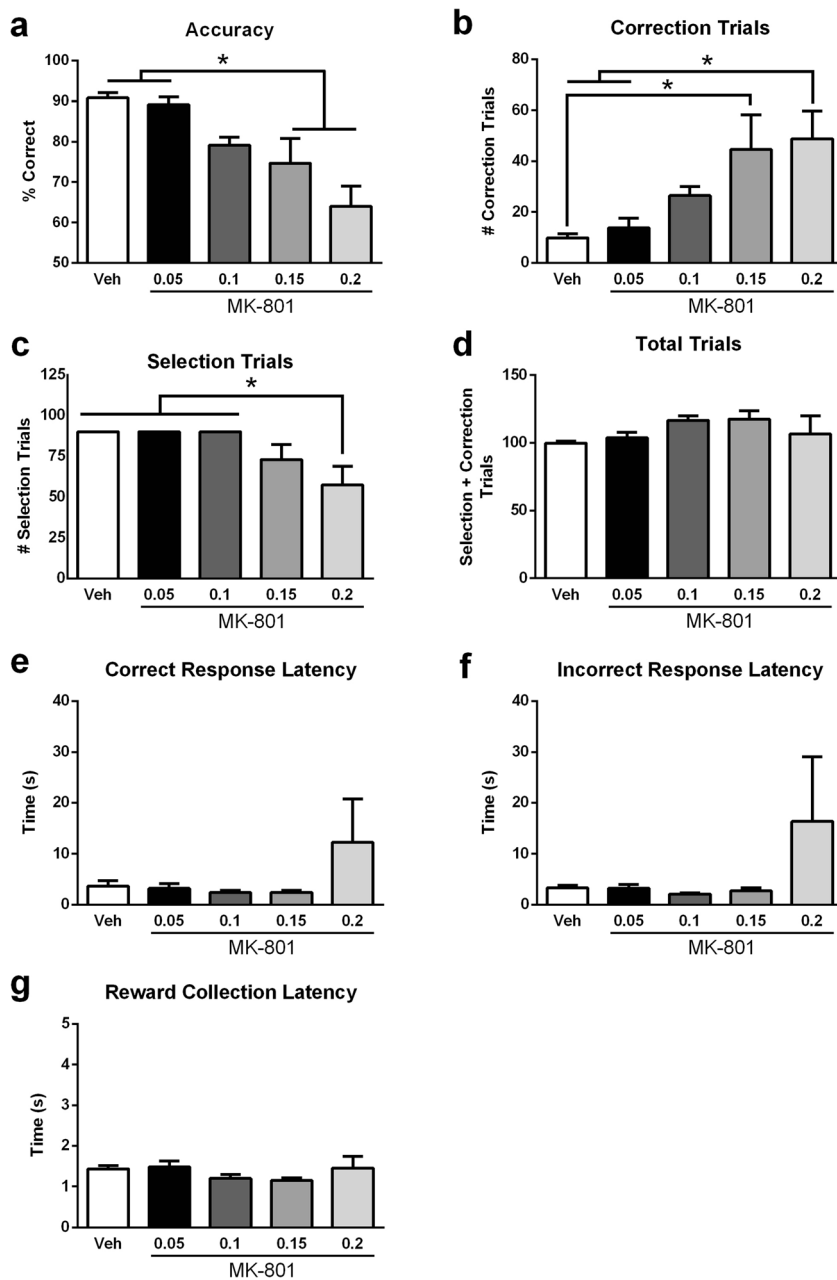 a
Accuracy
% Correct
100
90
80
70
60
50
*
Veh 0.05 0.1 0.15 0.2
MK-801
b
Correction Trials
# Correction Trials
80
60
40
20
0
*
*
Veh 0.05 0.1 0.15 0.2
MK-801
c
Selection Trials
# Selection Trials
125
100
75
50
25
0
*
Veh 0.05 0.1 0.15 0.2
MK-801
d
Total Trials
Selection + Correction
Trials
150
100
50
0
Veh 0.05 0.1 0.15 0.2
MK-801
e
Correct Response Latency
Time (s)
40
30
20
10
0
Veh 0.05 0.1 0.15 0.2
MK-801
f
Incorrect Response Latency
Time (s)
40
30
20
10
0
Veh 0.05 0.1 0.15 0.2
MK-801
g
Reward Collection Latency
Time (s)
5
4
3
2
1
0
Veh 0.05 0.1 0.15 0.2
MK-801